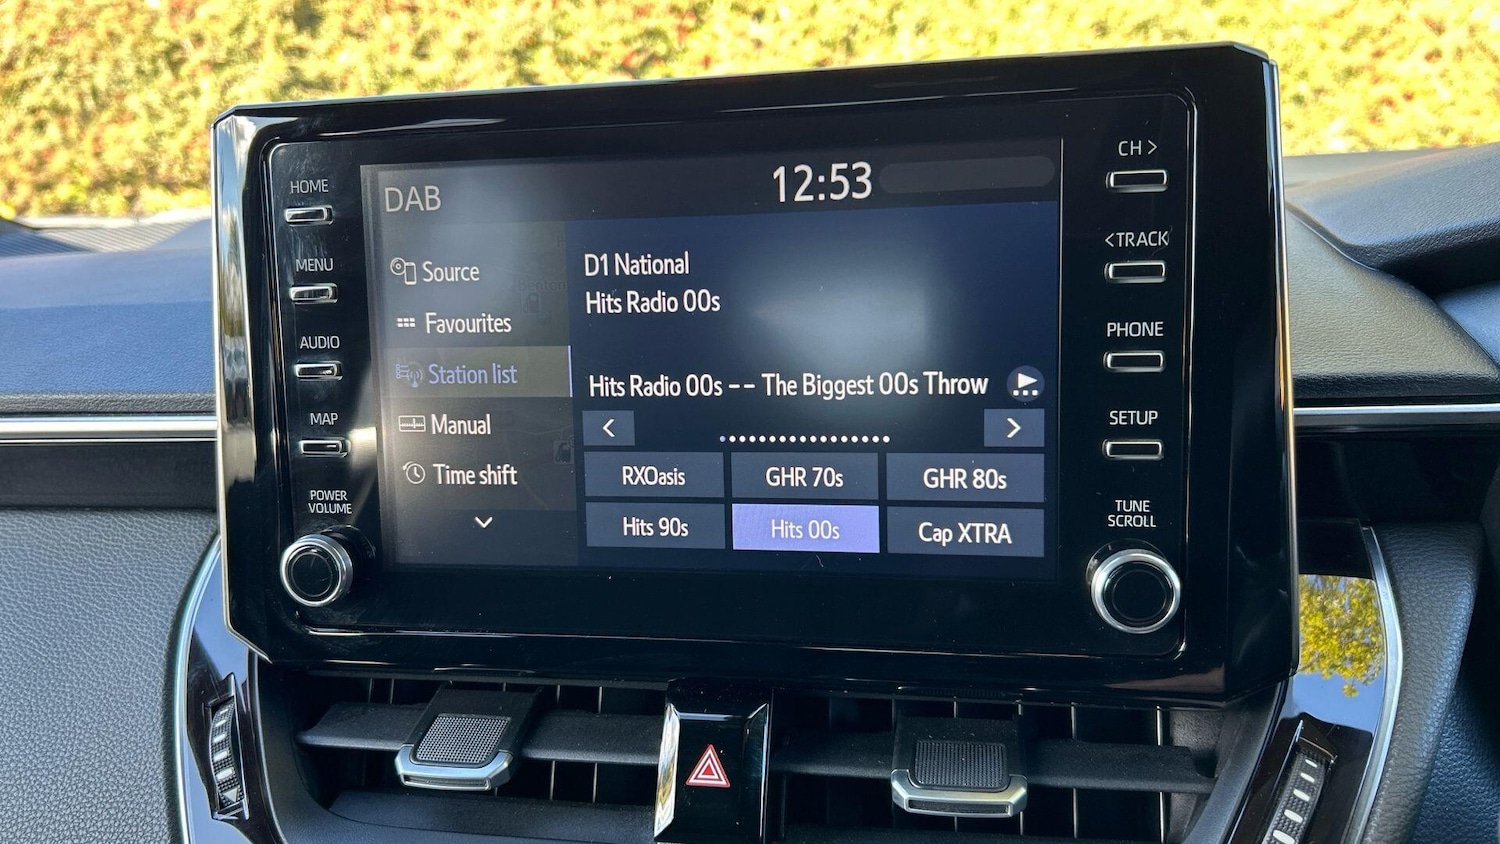 HOME
MENU
AUDIO
MAP
POWER
VOLUME
DAB
12:53
Source
Favourites
Station list
Manual
Time shift
D1 National
Hits Radio 00s
Hits Radio 00s -- The Biggest 00s Throw
RXOasis
GHR 70s
GHR 80s
Hits 90s
Hits 00s
Cap XTRA
CH >
<TRACK
PHONE
SETUP
TUNE
SCROLL